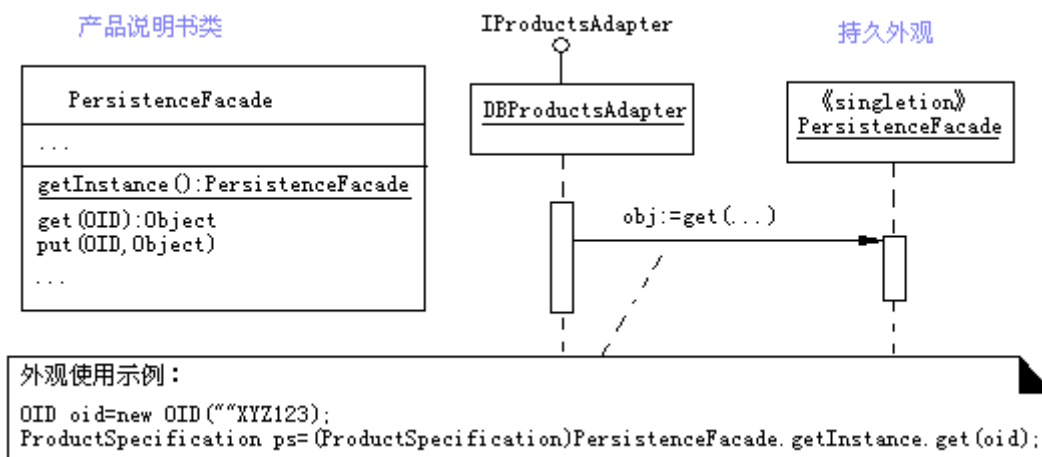 产品说明书类
IProductsAdapter
持久外观
PersistenceFacade
...
getInstance():PersistenceFacade
get(OID):Object
put(OID,Object)
...
DBProductsAdapter
《singletion》
PersistenceFacade
obj:=get(...)
外观使用示例：
OID oid=new OID(““XYZ123);
ProductSpecification ps=(ProductSpecification)PersistenceFacade.getInstance.get(oid);